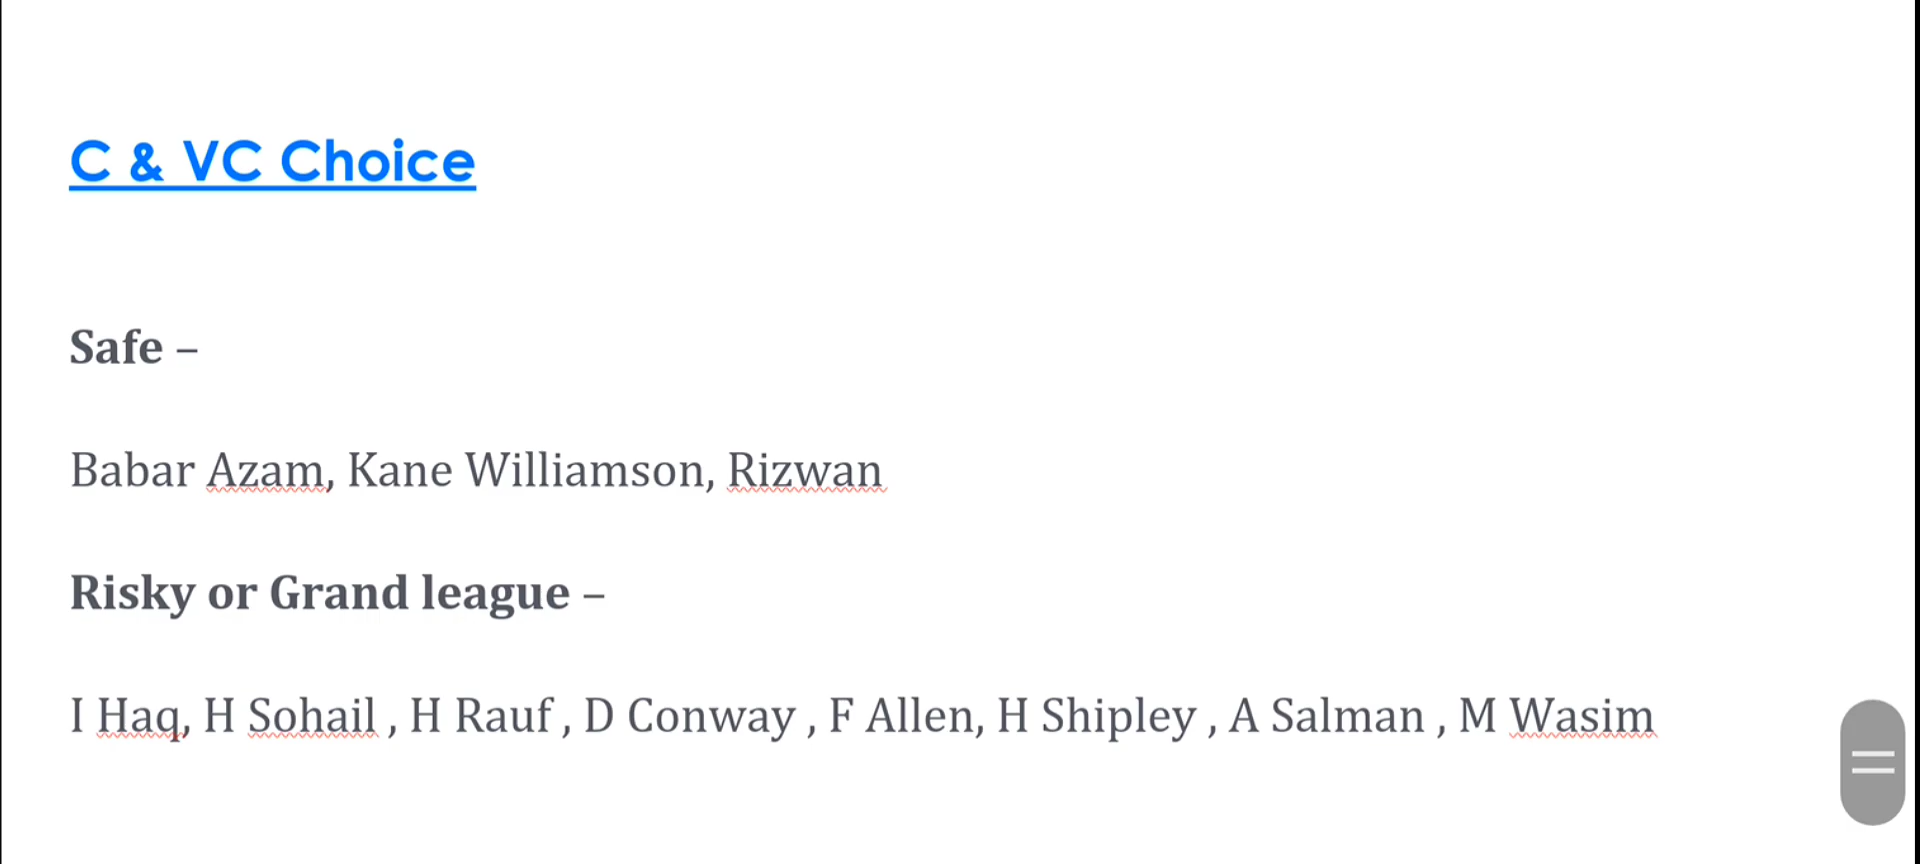 C & VC Choice
Safe –
Babar Azam, Kane Williamson, Rizwan
Risky or Grand league –
I Haq, H Sohail , H Rauf , D Conway , F Allen, H Shipley , A Salman , M Wasim